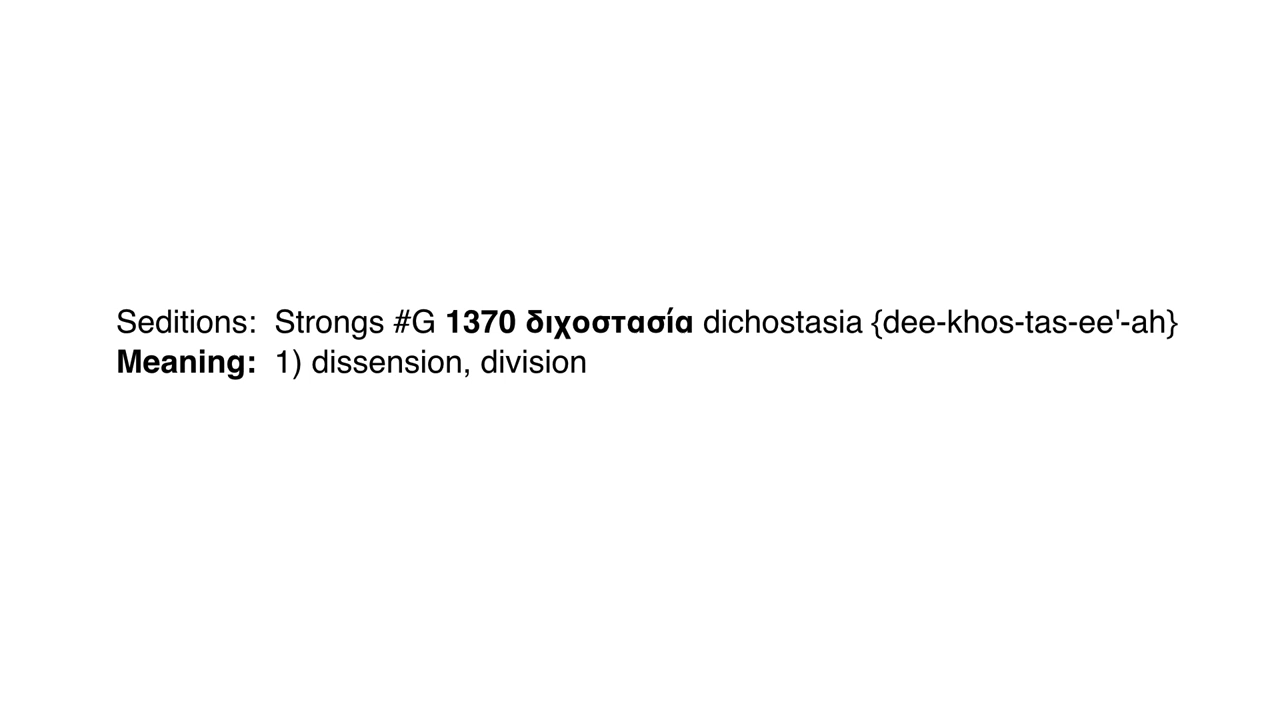 Seditions: Strongs #G 1370 διχοστασία dichostasia {dee-khos-tas-ee'-ah}
Meaning: 1) dissension, division